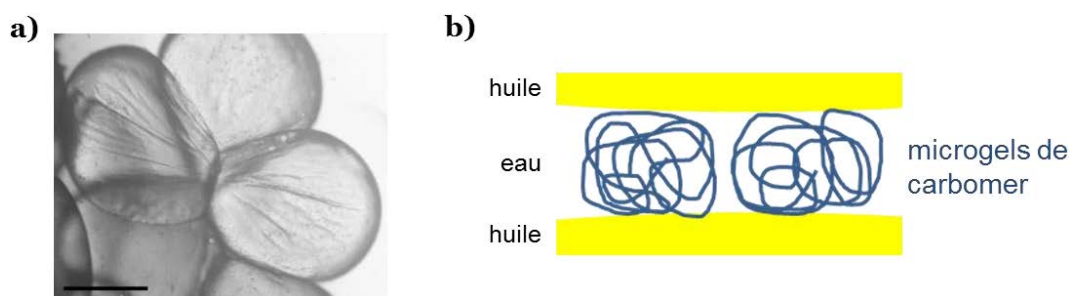 a)
b)
huile
eau
microgels de
carbomer
huile